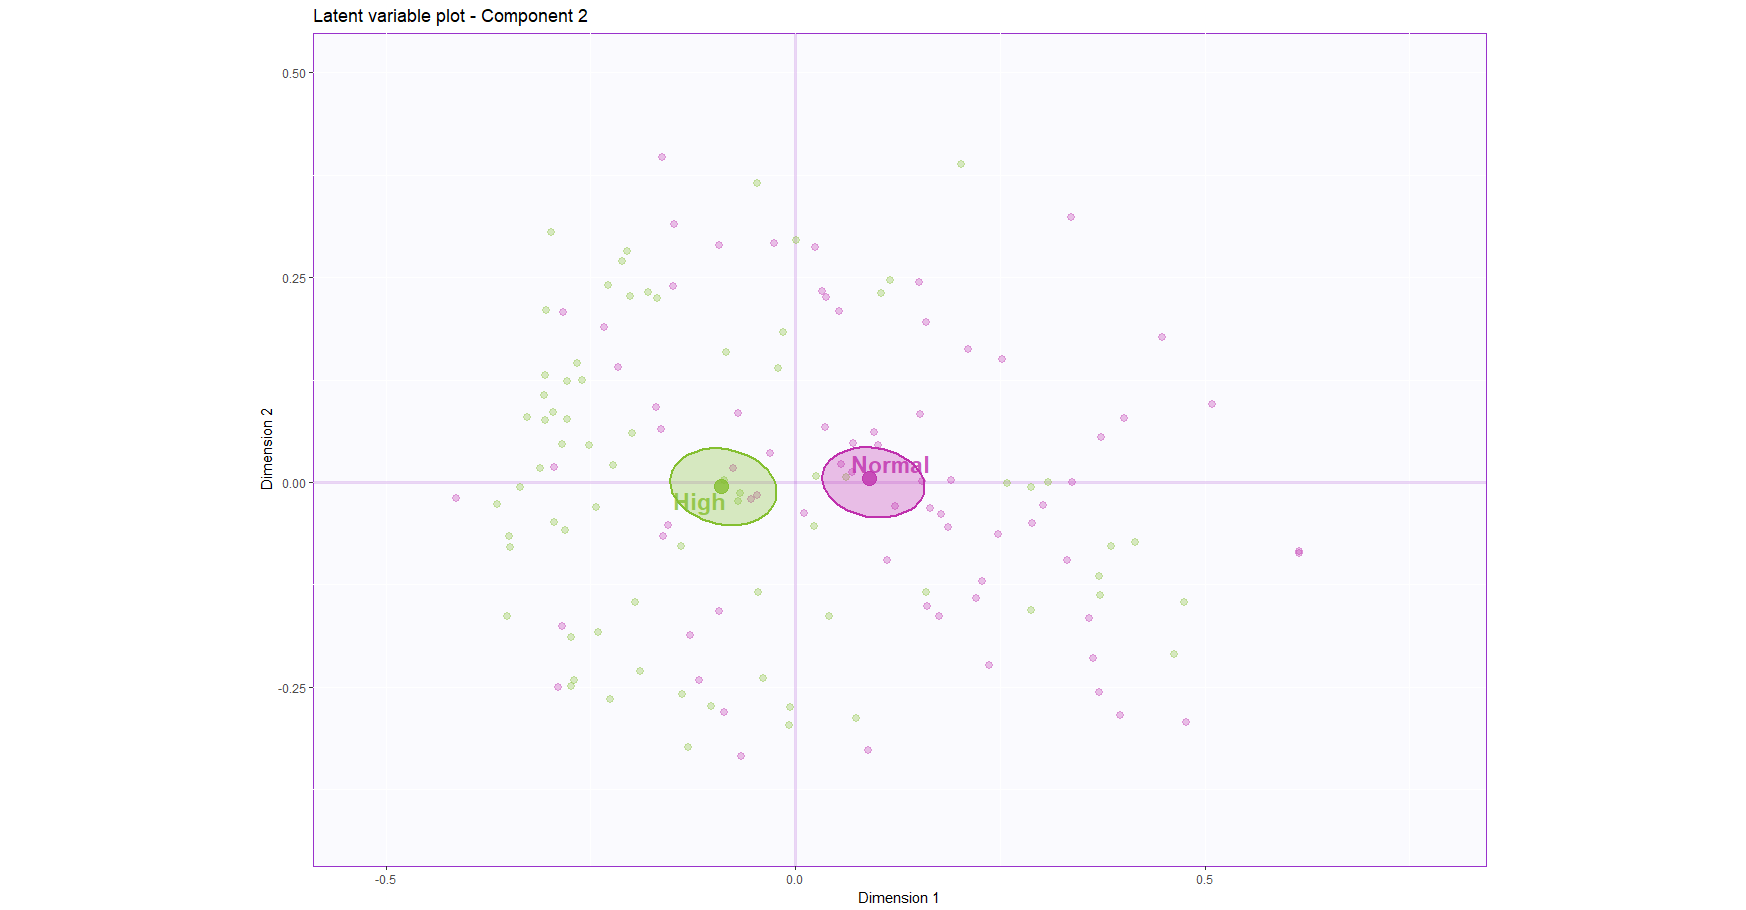 Latent variable plot - Component 2
0.50
0.25
0.00
-0.25
Dimension 2
Normal
High
-0.5
0.0
0.5
Dimension 1